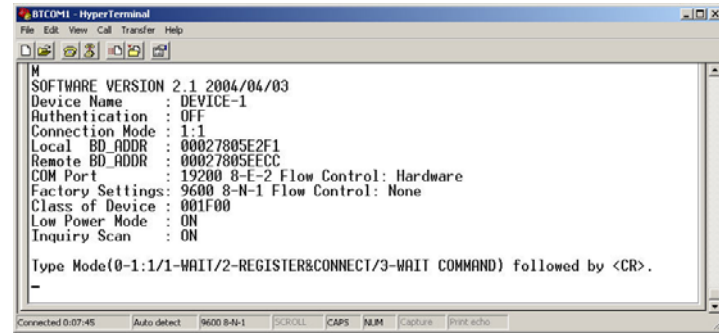 BTCOM1 - HyperTerminal
File Edit View Call Transfer Help
M
SOFTWARE VERSION 2.1 2004/04/03
Device Name : DEVICE-1
Authentication : OFF
Connection Mode : 1:1
Local BD_ADDR : 00027805E2F1
Remote BD_ADDR : 00027805EECC
COM Port : 19200 8-E-2 Flow Control: Hardware
Factory Settings: 9600 8-N-1 Flow Control: None
Class of Device : 001F00
Low Power Mode : ON
Inquiry Scan : ON
Type Mode(0-1:1/1-WAIT/2-REGISTER&CONNECT/3-WAIT COMMAND) followed by <CR>.
Connected 0:07:45 Auto detect 9600 8-N-1 SCROLL CAPS NUM Capture Print echo